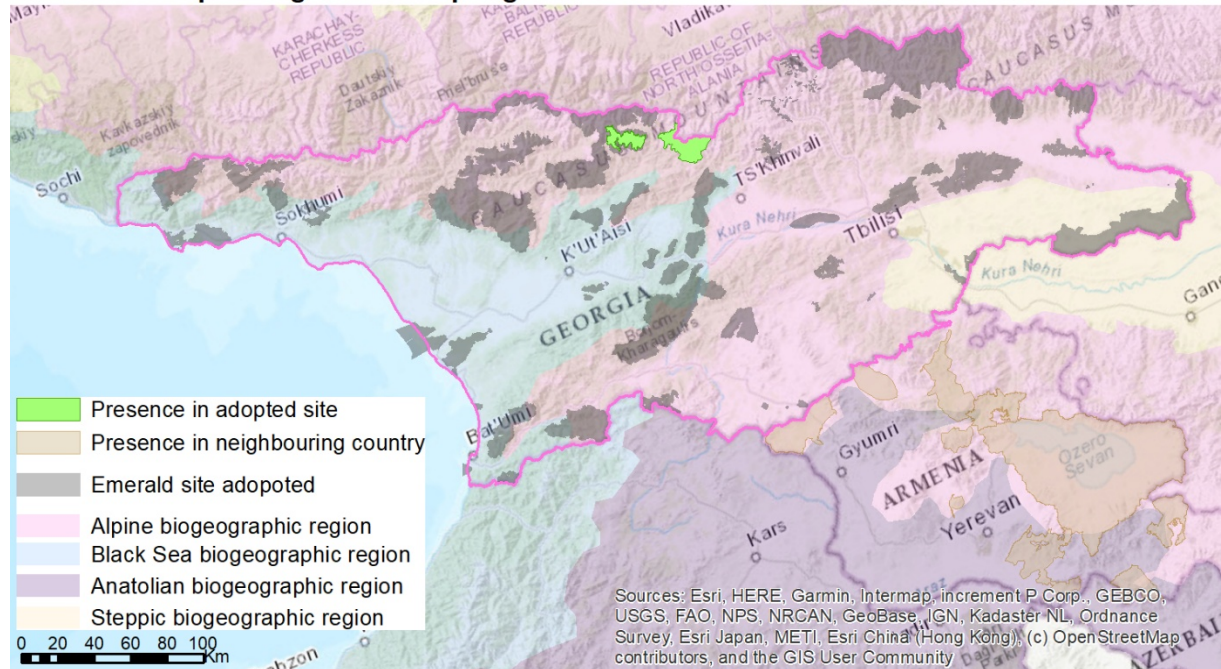 KARACHAY-
CHERKESS
REPUBLIC
Dautskiy
Zakaznik
Priel'brus'e
Kavkazskiy
zapovednik
REPUBLIC OF
NORTH OSSETIA-
ALANIA
Vladika
CAUCASUS MOUNTAINS
CAUCASUS M
Sochi
Sokhumi
Ts'Khinvali
K'Ut'Aisi
Kura Nehri
Tbilisi
Kura Nehri
GEORGIA
Borjom-
Kharagauli
Bat'Umi
Gyumri
ARMENIA
Ozero
Sevan
Yerevan
Kars
abzon
ZERBAI
Presence in adopted site
Presence in neighbouring country
Emerald site adopoted
Alpine biogeographic region
Black Sea biogeographic region
Anatolian biogeographic region
Steppic biogeographic region
0 20 40 60 80 100
Km
Sources: Esri, HERE, Garmin, Intermap, increment P Corp., GEBCO,
USGS, FAO, NPS, NRCAN, GeoBase, IGN, Kadaster NL, Ordnance
Survey, Esri Japan, METI, Esri China (Hong Kong), (c) OpenStreetMap
contributors, and the GIS User Community